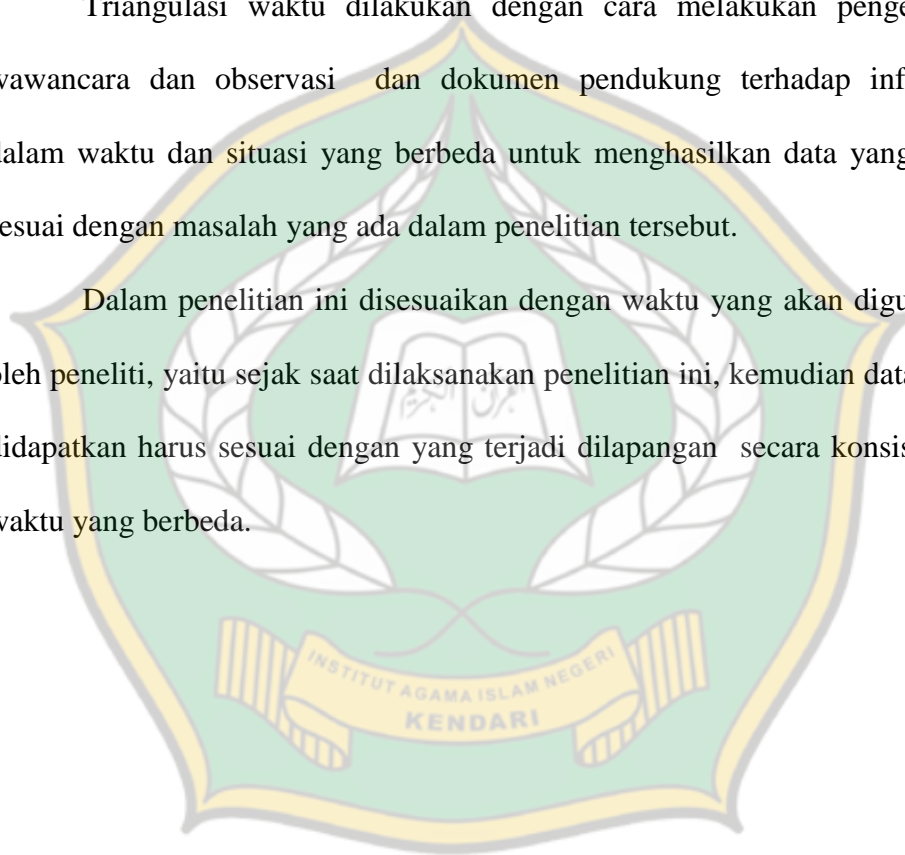 Triangulasi waktu dilakukan dengan cara melakukan penge
wawancara dan observasi dan dokumen pendukung terhadap inf
dalam waktu dan situasi yang berbeda untuk menghasilkan data yang
sesuai dengan masalah yang ada dalam penelitian tersebut.
Dalam penelitian ini disesuaikan dengan waktu yang akan digu
oleh peneliti, yaitu sejak saat dilaksanakan penelitian ini, kemudian data
didapatkan harus sesuai dengan yang terjadi dilapangan secara konsis
waktu yang berbeda.
INSTITUT AGAMA ISLAM NEGERI
KENDARI